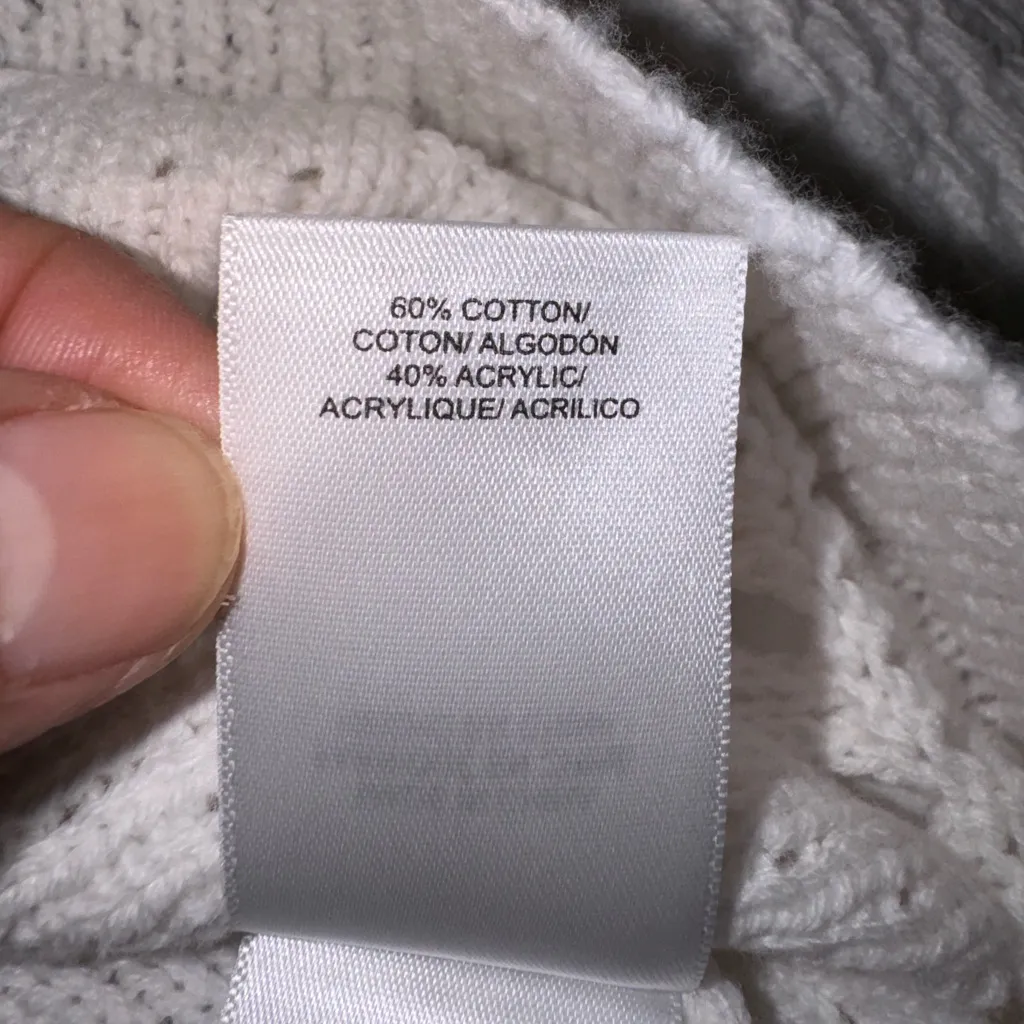 60% COTTON/
COTON/ ALGODÓN
40% ACRYLIC/
ACRYLIQUE/ ACRILICO